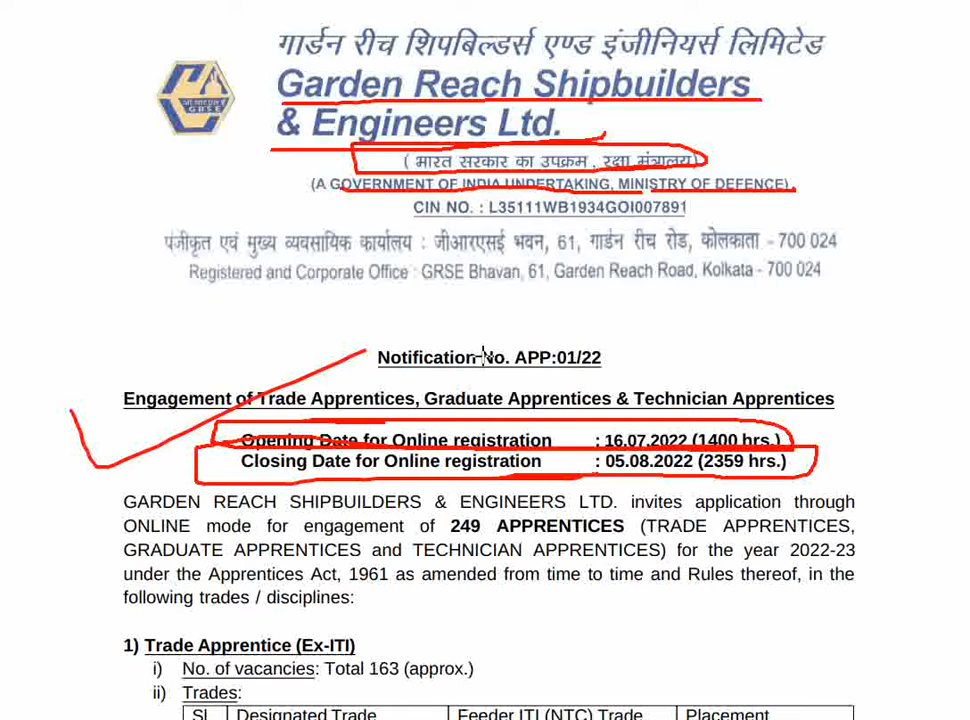 गार्डन रीच शिपबिल्डर्स एण्ड इंजीनियर्स लिमिटेड
Garden Reach Shipbuilders
& Engineers Ltd.
GRSE
( भारत सरकार का उपक्रम , रक्षा मंत्रालय)
(A GOVERNMENT OF INDIA UNDERTAKING, MINISTRY OF DEFENCE)
CIN NO. : L35111WB1934GOI007891
पंजीकृत एवं मुख्य व्यवसायिक कार्यालय : जीआरएसई भवन, 61, गार्डन रीच रोड, कोलकाता - 700 024
Registered and Corporate Office : GRSE Bhavan, 61, Garden Reach Road, Kolkata - 700 024
Notification No. APP:01/22
Engagement of Trade Apprentices, Graduate Apprentices & Technician Apprentices
Opening Date for Online registration : 16.07.2022 (1400 hrs.)
Closing Date for Online registration : 05.08.2022 (2359 hrs.)
GARDEN REACH SHIPBUILDERS & ENGINEERS LTD. invites application through
ONLINE mode for engagement of 249 APPRENTICES (TRADE APPRENTICES,
GRADUATE APPRENTICES and TECHNICIAN APPRENTICES) for the year 2022-23
under the Apprentices Act, 1961 as amended from time to time and Rules thereof, in the
following trades / disciplines:
1) Trade Apprentice (Ex-ITI)
i) No. of vacancies: Total 163 (approx.)
ii) Trades:
Sl. Designated Trade Feeder ITI (NTC) Trade Placement